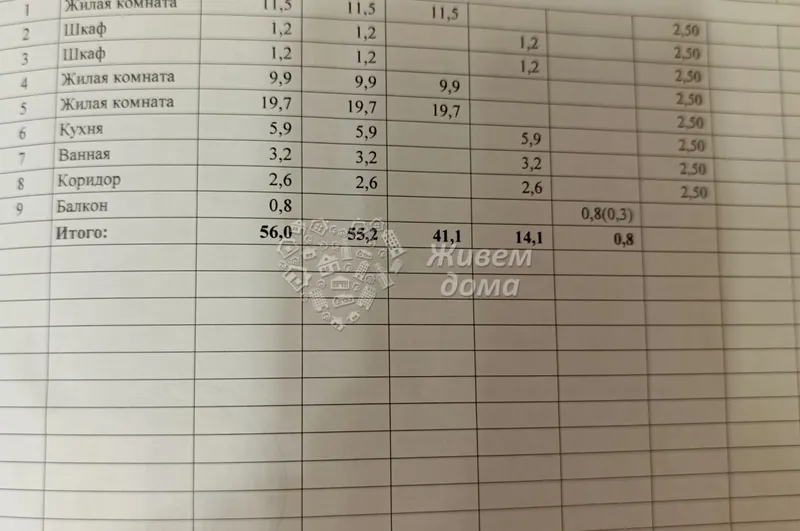 1 Жилая комната 11,5 11,5 11,5
2 Шкаф 1,2 1,2 1,2 2,50
3 Шкаф 1,2 1,2 1,2 2,50
4 Жилая комната 9,9 9,9 9,9 2,50
5 Жилая комната 19,7 19,7 19,7 2,50
6 Кухня 5,9 5,9 5,9 2,50
7 Ванная 3,2 3,2 3,2 2,50
8 Коридор 2,6 2,6 2,6 2,50
9 Балкон 0,8 0,8(0,3) 2,50
Итого: 56,0 55,2 41,1 14,1 0,8
Живем
дома